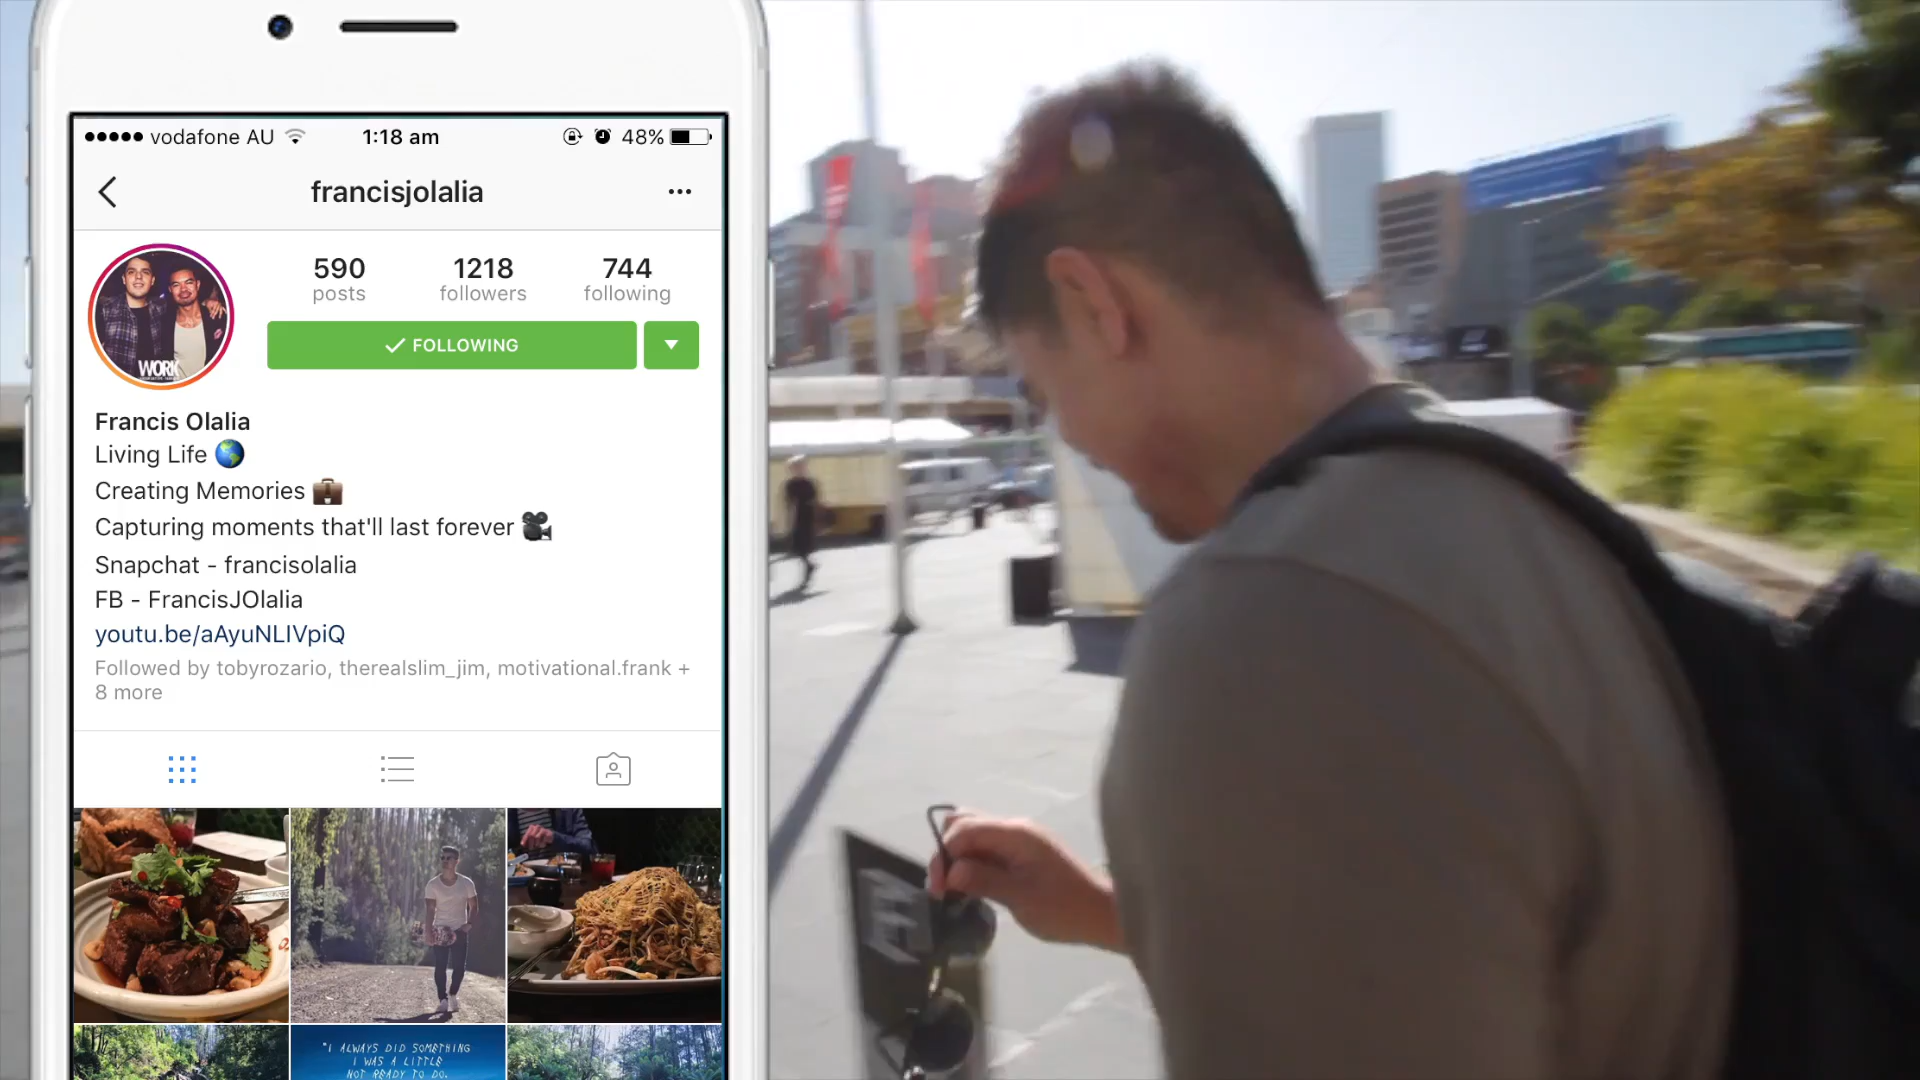 vodafone AU 1:18 am 48%
francisjolalia
590 1218 744
posts followers following
FOLLOWING
WORK
Francis Olalia
Living Life
Creating Memories
Capturing moments that'll last forever
Snapchat - francisolalia
FB - FrancisJOlalia
youtu.be/aAyuNLIVpiQ
Followed by tobyrozario, therealslim_jim, motivational.frank +
8 more
"I ALWAYS DID SOMETHING
I WAS A LITTLE
NOT READY TO DO.